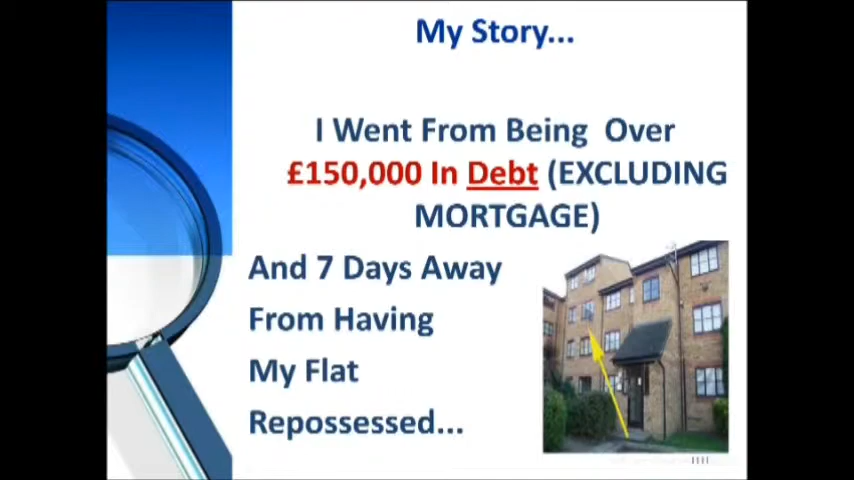 My Story...
I Went From Being Over
£150,000 In Debt (EXCLUDING
MORTGAGE)
And 7 Days Away
From Having
My Flat
Repossessed...